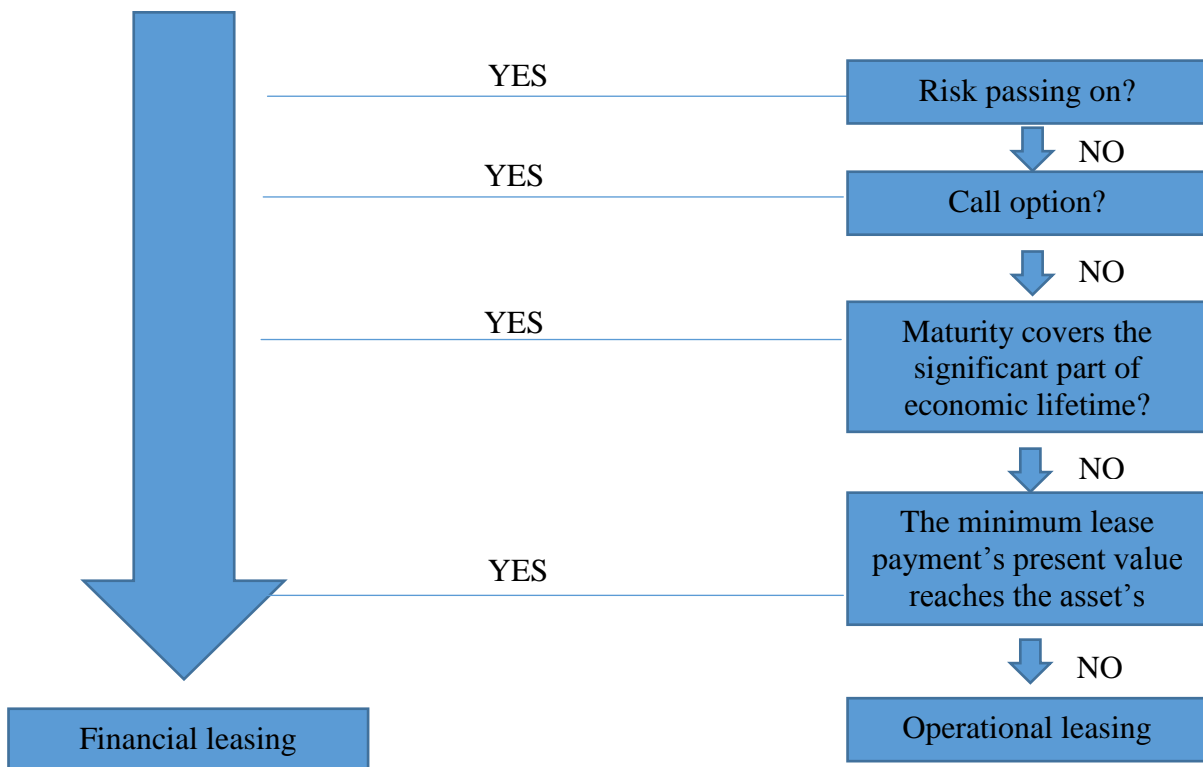 YES
Risk passing on?
NO
YES
Call option?
NO
YES
Maturity covers the
significant part of
economic lifetime?
NO
The minimum lease
payment’s present value
reaches the asset’s
YES
NO
Financial leasing
Operational leasing